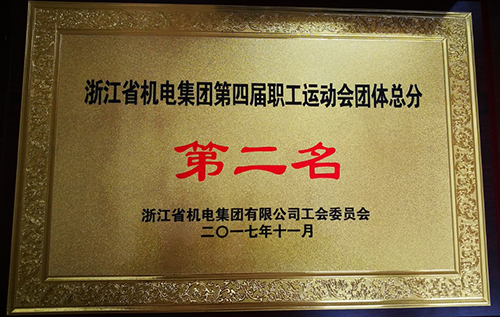 浙江省机电集团第四届职工运动会团体总分
第二名
浙江省机电集团有限公司工会委员会
二〇一七年十一月